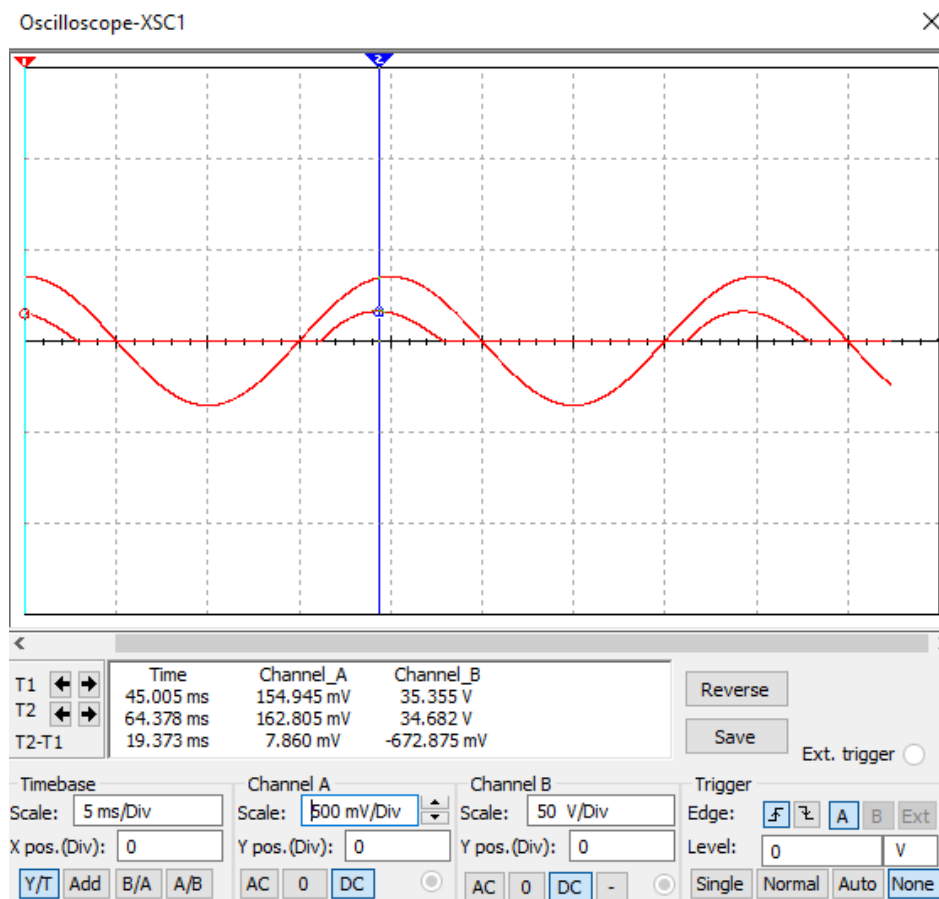 Oscilloscope-XSC1
1 2
Time Channel_A Channel_B
T1 45.005 ms 154.945 mV 35.355 V
T2 64.378 ms 162.805 mV 34.682 V
T2-T1 19.373 ms 7.860 mV -672.875 mV
Reverse
Save
Ext. trigger
Timebase
Scale: 5 ms/Div
X pos.(Div): 0
Y/T Add B/A A/B
Channel A
Scale: 500 mV/Div
Y pos.(Div): 0
AC 0 DC
Channel B
Scale: 50 V/Div
Y pos.(Div): 0
AC 0 DC -
Trigger
Edge: A B Ext
Level: 0 V
Single Normal Auto None